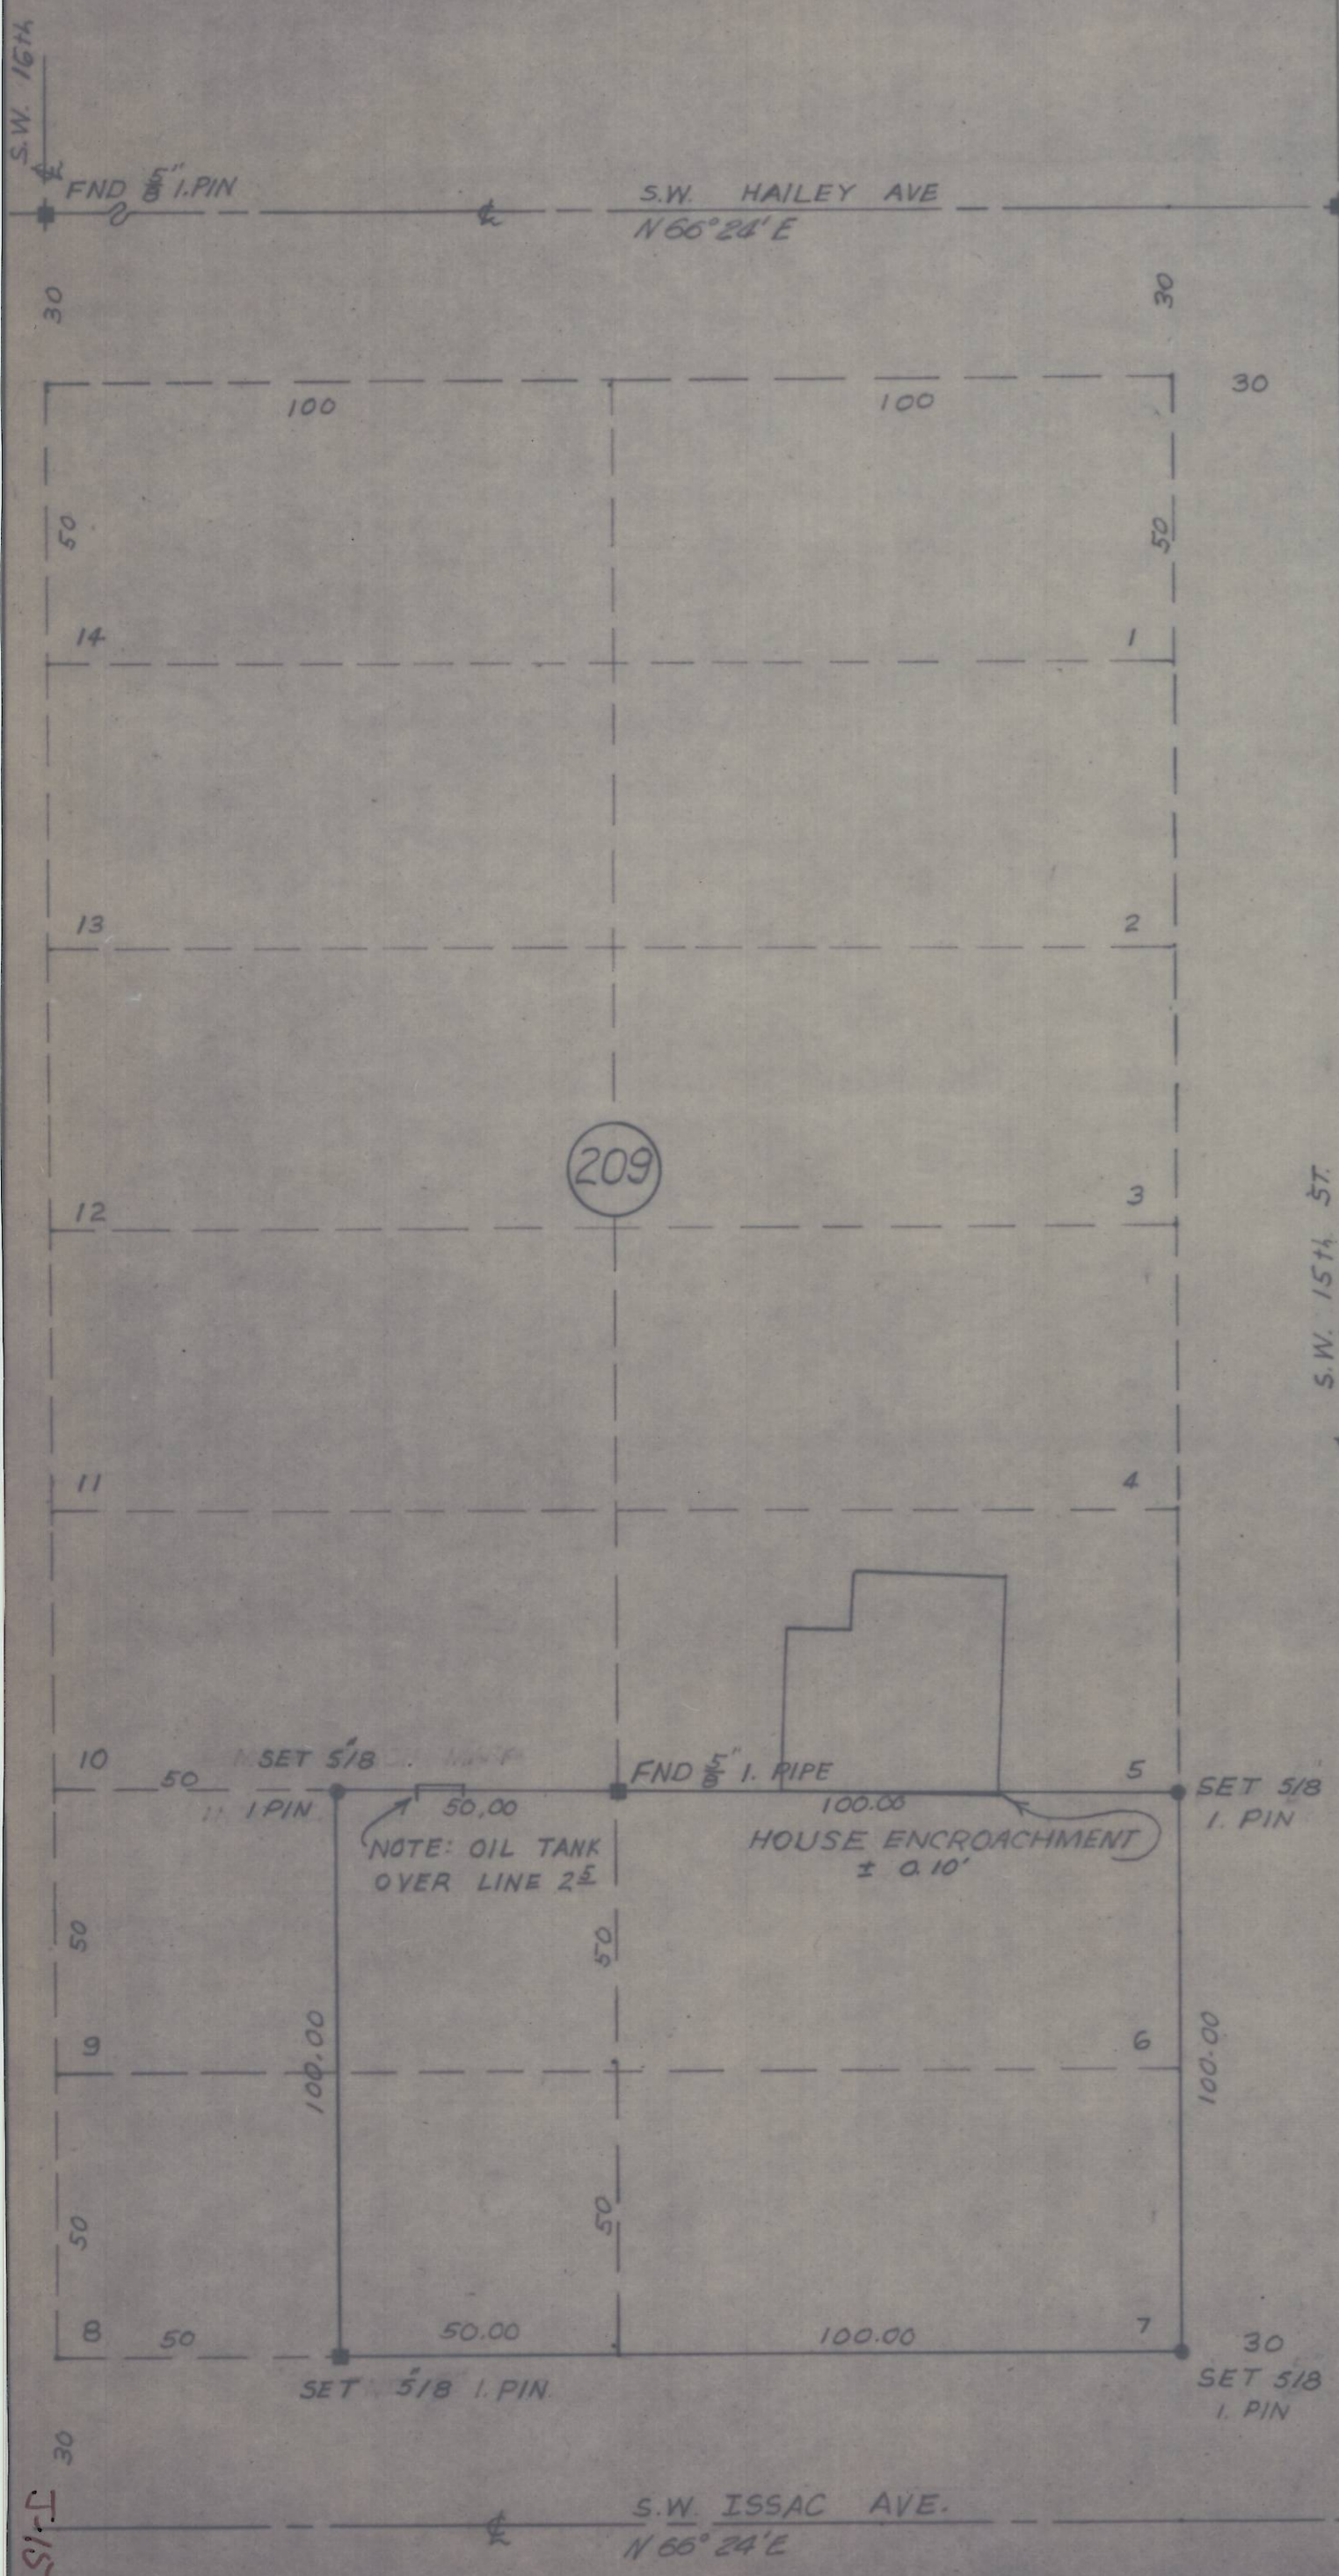 S.W. 16th
℄
FND 5/8" I.PIN
℄
S.W. HAILEY AVE
N 66° 24' E
30
30
100
100
30
50
50
14
1
13
2
209
12
3
S.W. 15th ST.
11
4
10
50
SET 5/8"
I.PIN
50.00
FND 5/8" I. PIPE
100.00
5
SET 5/8
I. PIN
NOTE: OIL TANK
OVER LINE 2 5
HOUSE ENCROACHMENT
± 0.10'
50
50
9
100.00
6
100.00
50
50
8
50
50.00
100.00
7
30
SET 5/8" I. PIN
SET 5/8
I. PIN
30
S.W. ISSAC AVE.
℄
N 66° 24' E